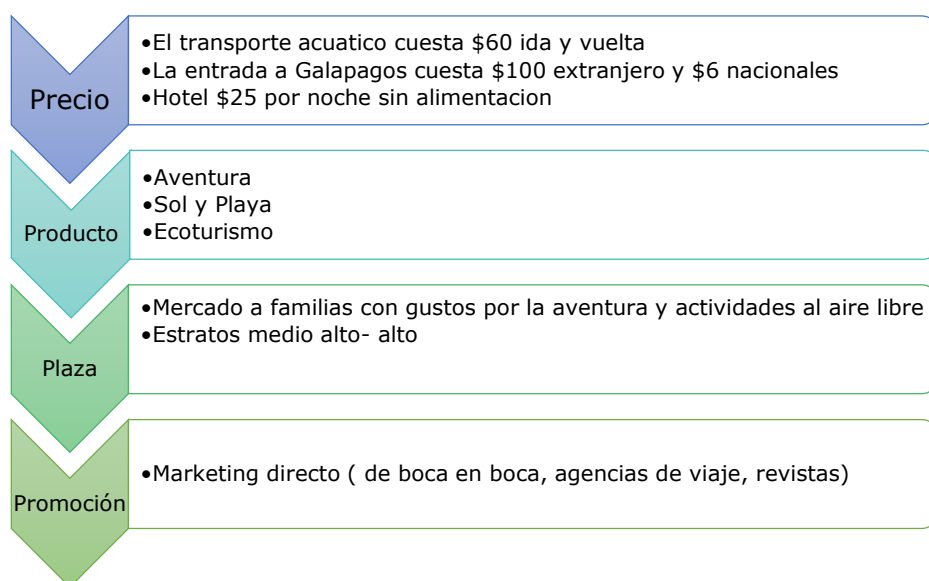 Precio
•El transporte acuatico cuesta $60 ida y vuelta
•La entrada a Galapagos cuesta $100 extranjero y $6 nacionales
•Hotel $25 por noche sin alimentacion
Producto
•Aventura
•Sol y Playa
•Ecoturismo
Plaza
•Mercado a familias con gustos por la aventura y actividades al aire libre
•Estratos medio alto- alto
Promoción
•Marketing directo ( de boca en boca, agencias de viaje, revistas)